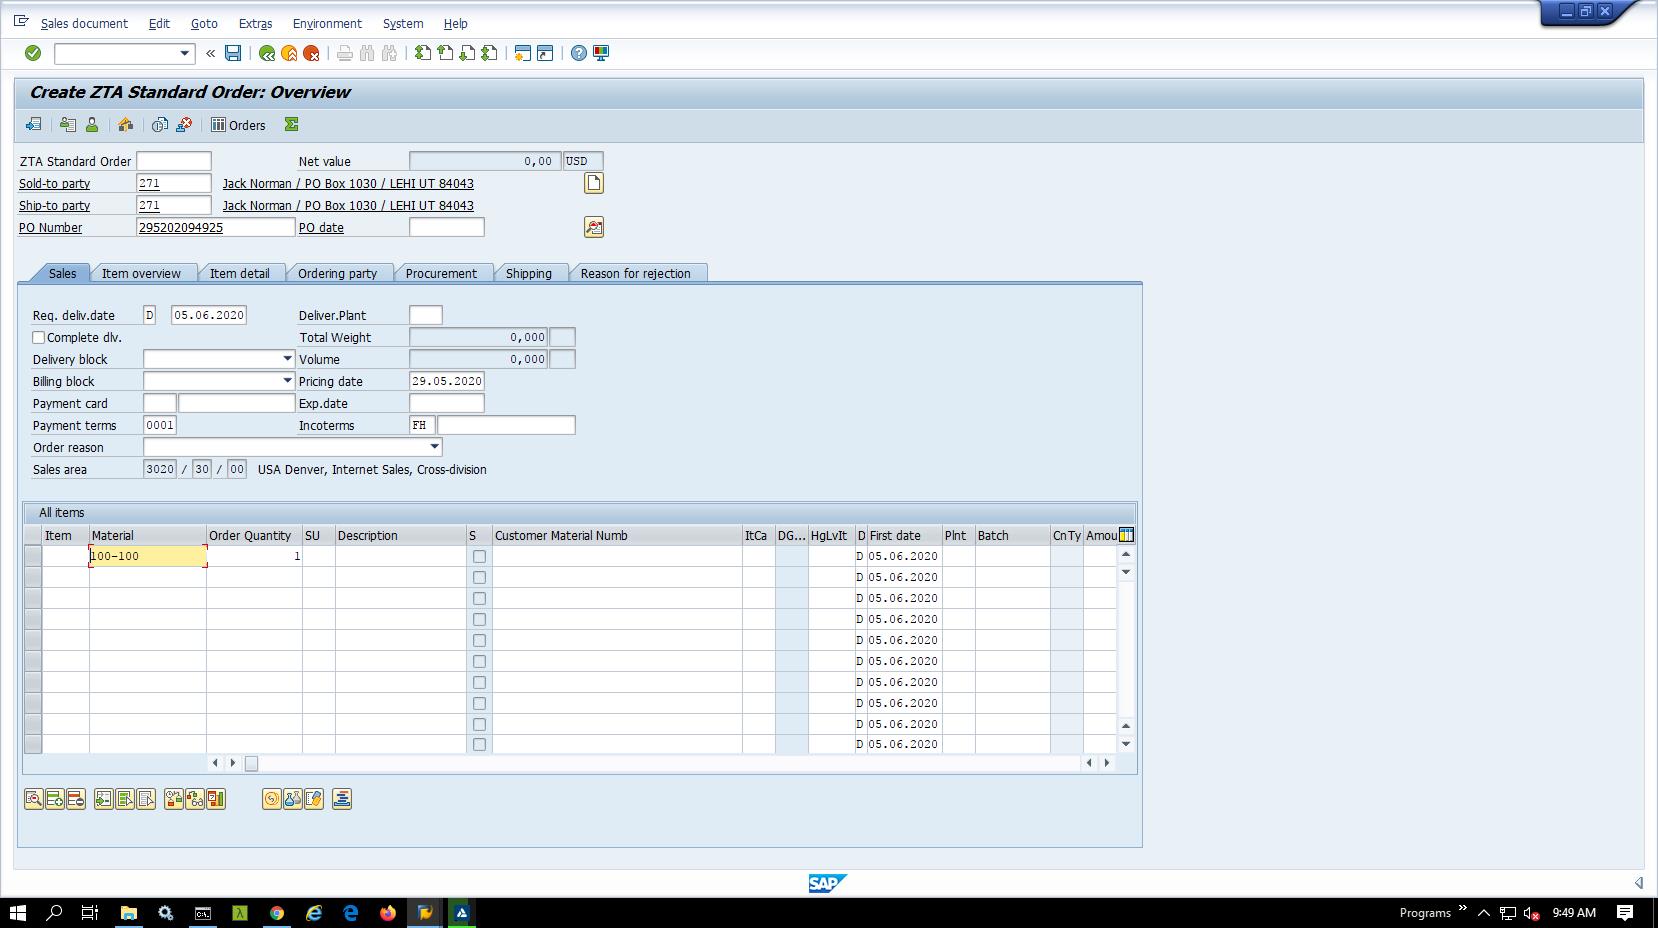 Sales document Edit Goto Extras Environment System Help
Create ZTA Standard Order: Overview
Orders
ZTA Standard Order Net value 0,00 USD
Sold-to party 271 Jack Norman / PO Box 1030 / LEHI UT 84043
Ship-to party 271 Jack Norman / PO Box 1030 / LEHI UT 84043
PO Number 295202094925 PO date
Sales Item overview Item detail Ordering party Procurement Shipping Reason for rejection
Req. deliv.date D 05.06.2020 Deliver.Plant
Complete dlv. Total Weight 0,000
Delivery block Volume 0,000
Billing block Pricing date 29.05.2020
Payment card Exp.date
Payment terms 0001 Incoterms FH
Order reason
Sales area 3020 / 30 / 00 USA Denver, Internet Sales, Cross-division
All items
Item Material Order Quantity SU Description S Customer Material Numb ItCa DG... HgLvIt D First date Plnt Batch CnTy Amou
100-100 1 D 05.06.2020
D 05.06.2020
D 05.06.2020
D 05.06.2020
D 05.06.2020
D 05.06.2020
D 05.06.2020
D 05.06.2020
D 05.06.2020
D 05.06.2020
SAP
Programs 9:49 AM